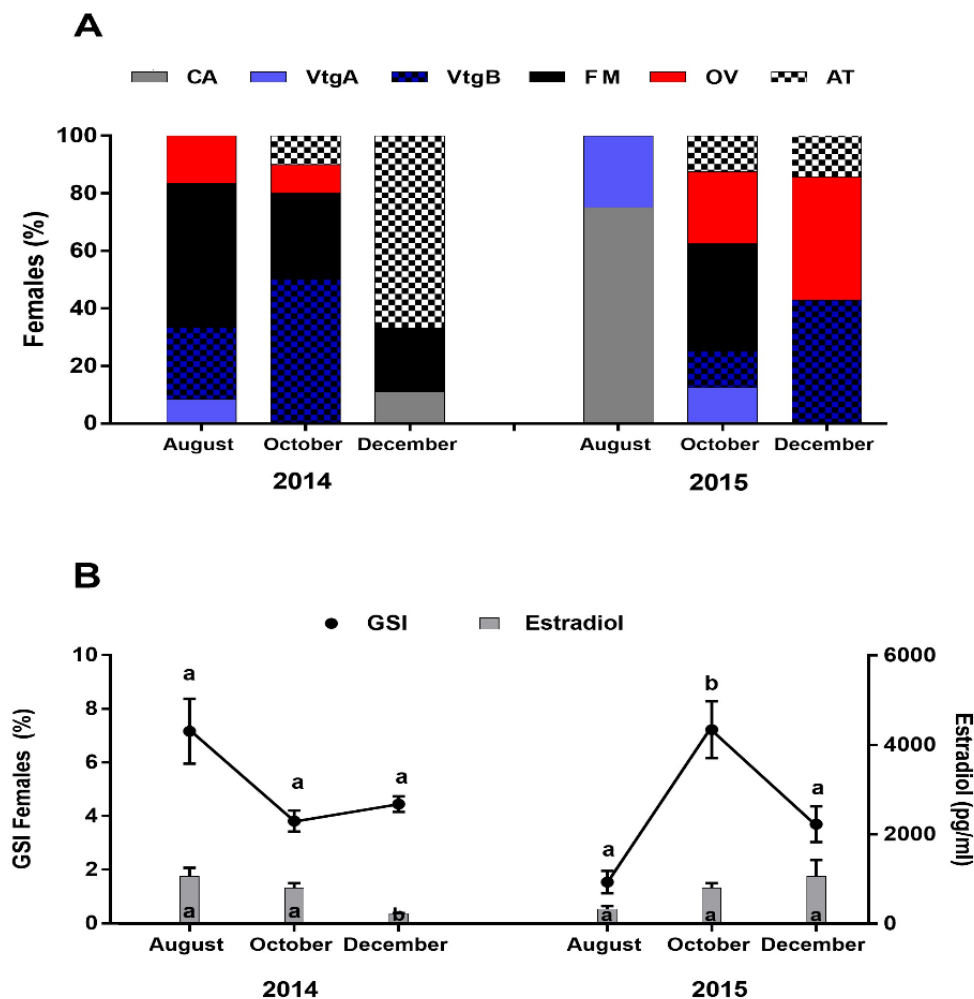 A
CA VtgA VtgB FM OV AT
Females (%)
100
80
60
40
20
0
August October December August October December
2014 2015
B
GSI Estradiol
GSI Females (%)
10
8
6
4
2
0
a a a a b a
a a b a a a
6000
4000
2000
0
Estradiol (pg/ml)
August October December August October December
2014 2015